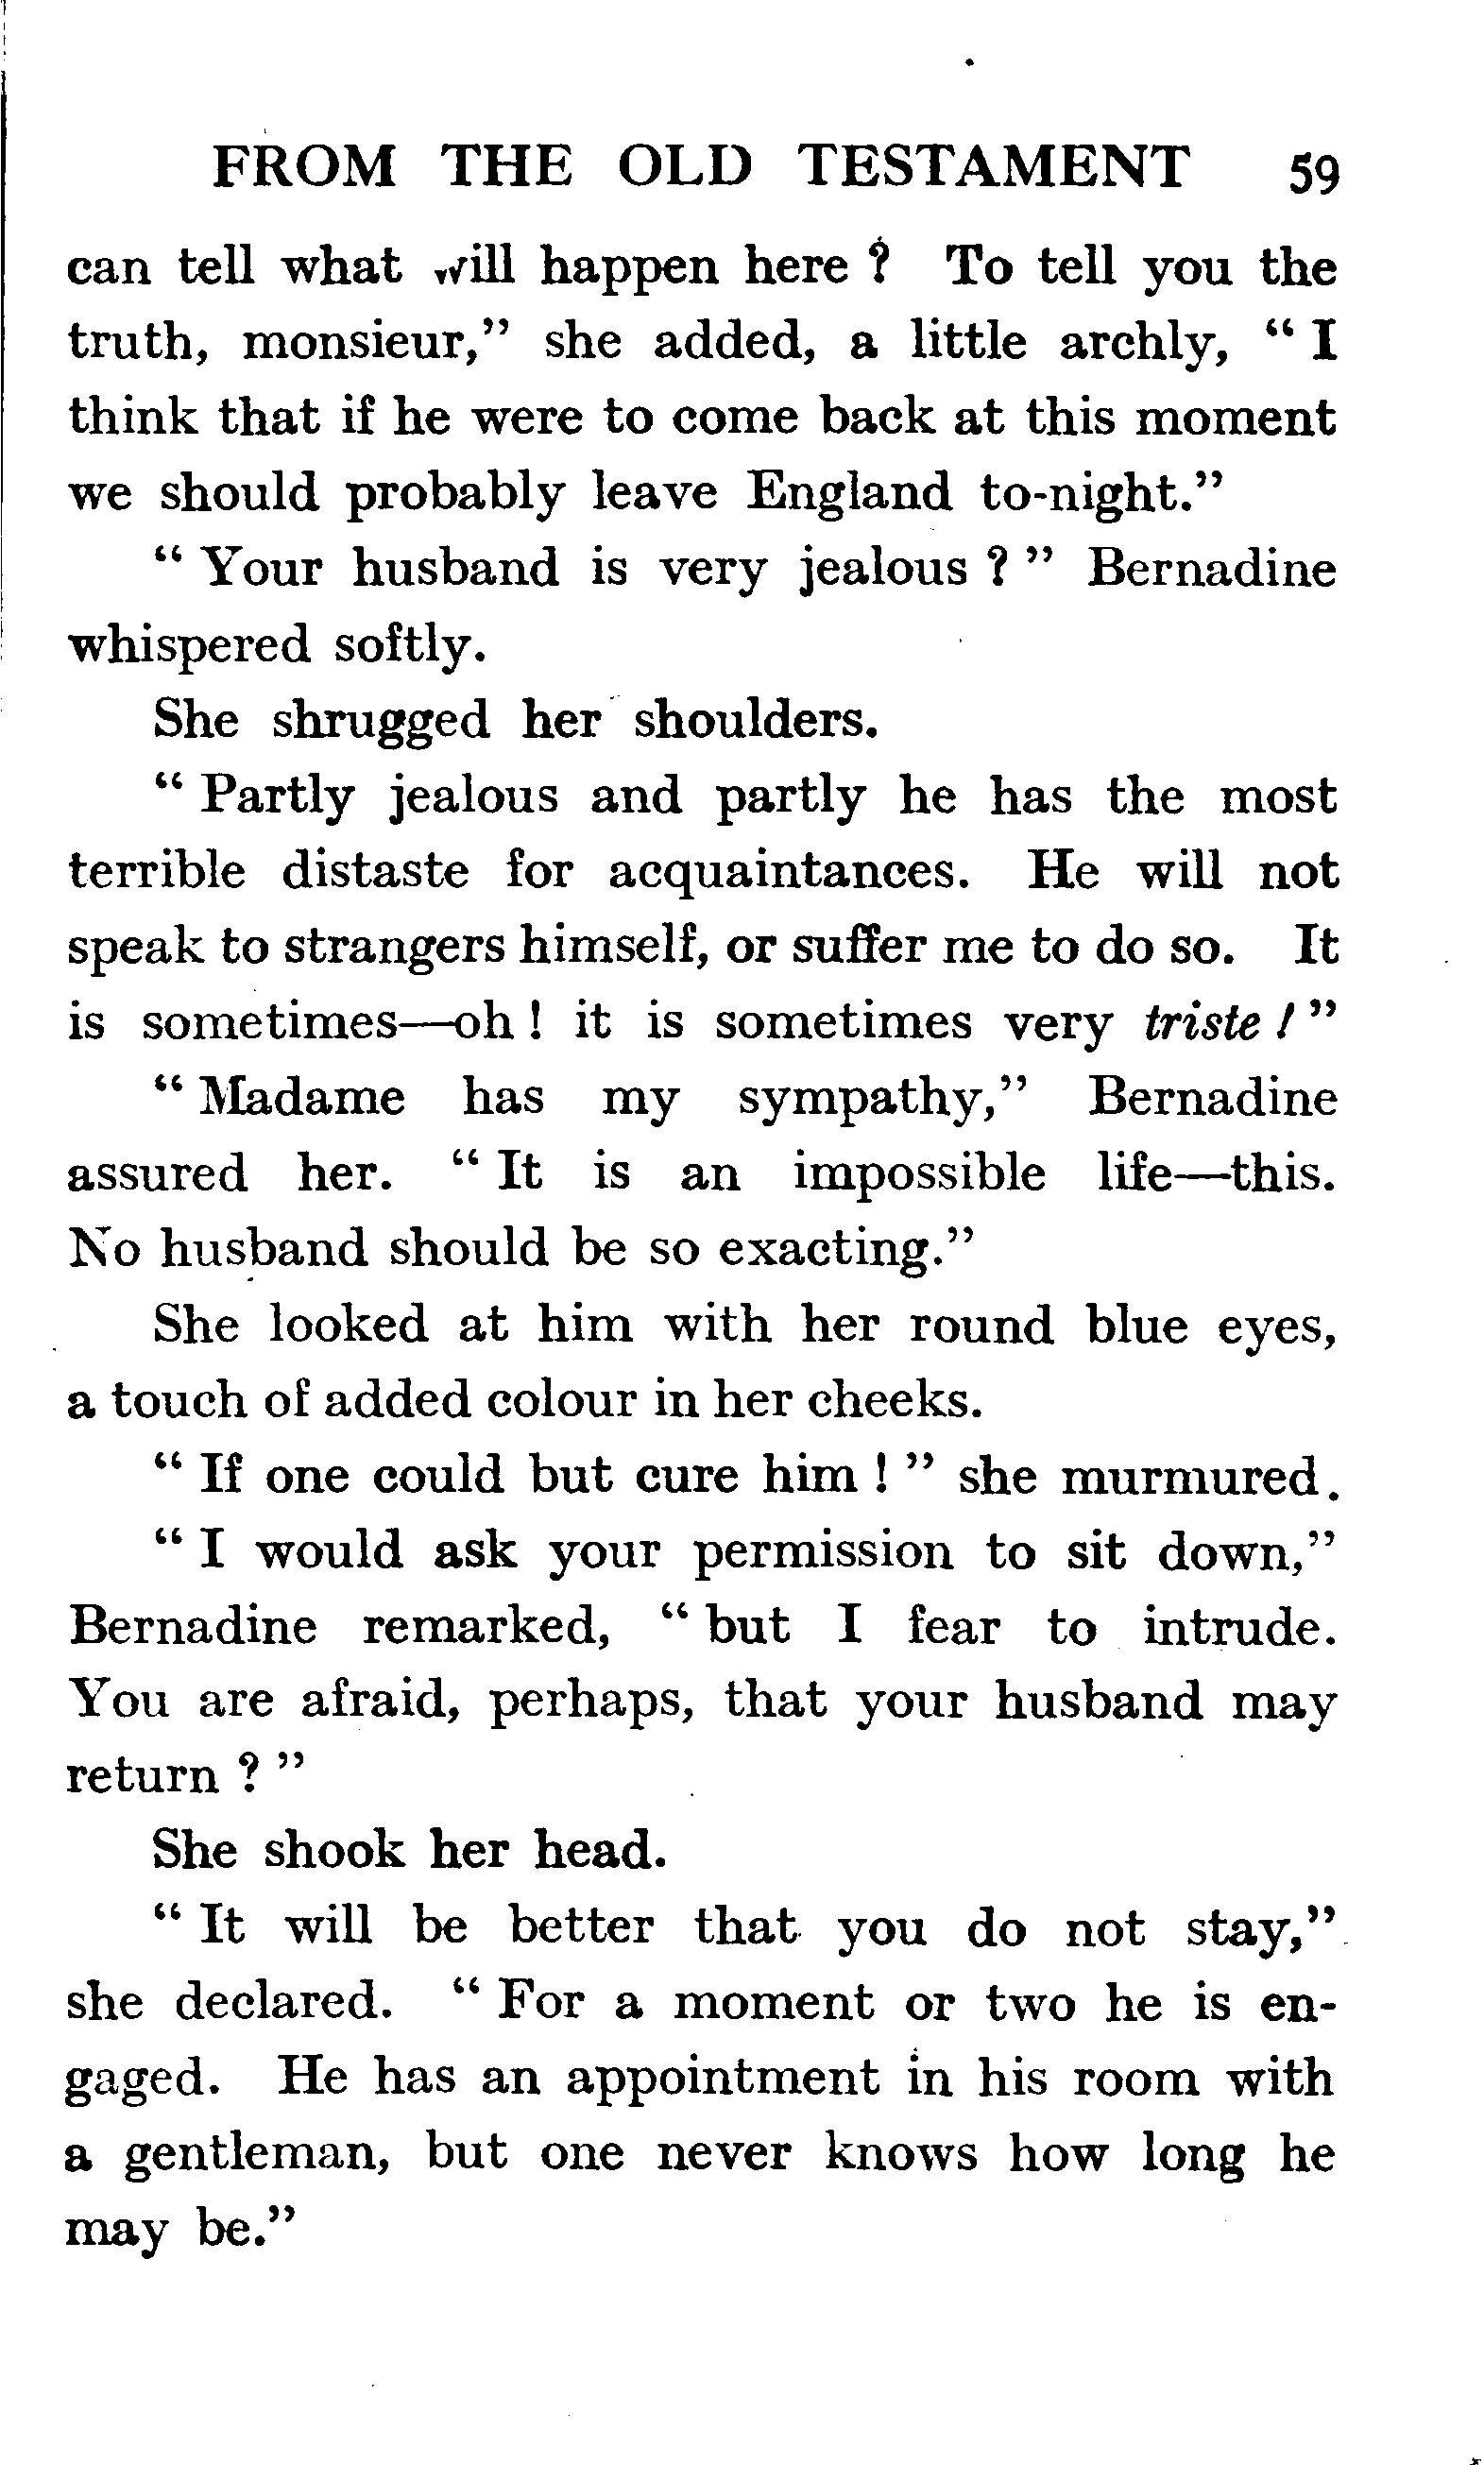 FROM THE OLD TESTAMENT 59
can tell what will happen here ? To tell you the
truth, monsieur,” she added, a little archly, “ I
think that if he were to come back at this moment
we should probably leave England to-night.”
“ Your husband is very jealous ? ” Bernadine
whispered softly.
She shrugged her shoulders.
“ Partly jealous and partly he has the most
terrible distaste for acquaintances. He will not
speak to strangers himself, or suffer me to do so. It
is sometimes—oh ! it is sometimes very triste ! ”
“ Madame has my sympathy,” Bernadine
assured her. “ It is an impossible life—this.
No husband should be so exacting.”
She looked at him with her round blue eyes,
a touch of added colour in her cheeks.
“ If one could but cure him ! ” she murmured.
“ I would ask your permission to sit down,”
Bernadine remarked, “ but I fear to intrude.
You are afraid, perhaps, that your husband may
return ? ”
She shook her head.
“ It will be better that you do not stay,”
she declared. “ For a moment or two he is en-
gaged. He has an appointment in his room with
a gentleman, but one never knows how long he
may be.”